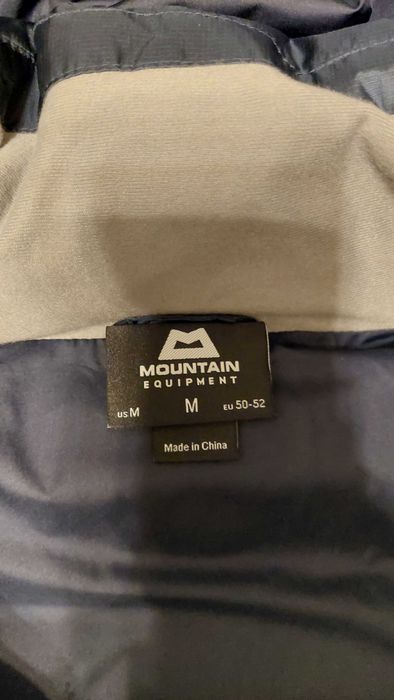 MOUNTAIN
EQUIPMENT
US M M EU 50-52
Made in China